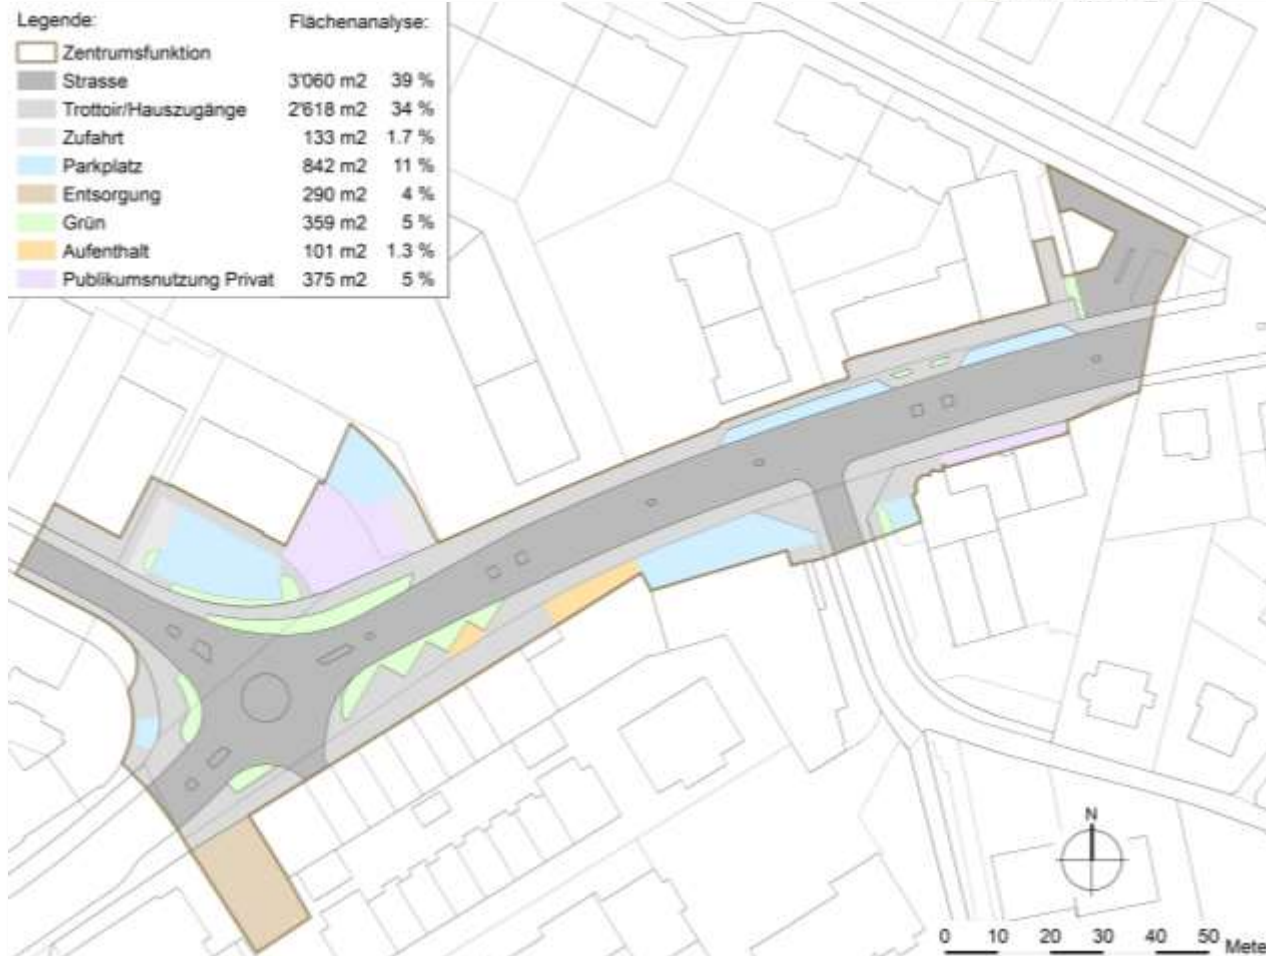 Legende: Flächenanalyse:
Zentrumsfunktion
Strasse 3'060 m2 39 %
Trottoir/Hauszugänge 2'618 m2 34 %
Zufahrt 133 m2 1.7 %
Parkplatz 842 m2 11 %
Entsorgung 290 m2 4 %
Grün 359 m2 5 %
Aufenthalt 101 m2 1.3 %
Publikumsnutzung Privat 375 m2 5 %
N
0 10 20 30 40 50 Mete